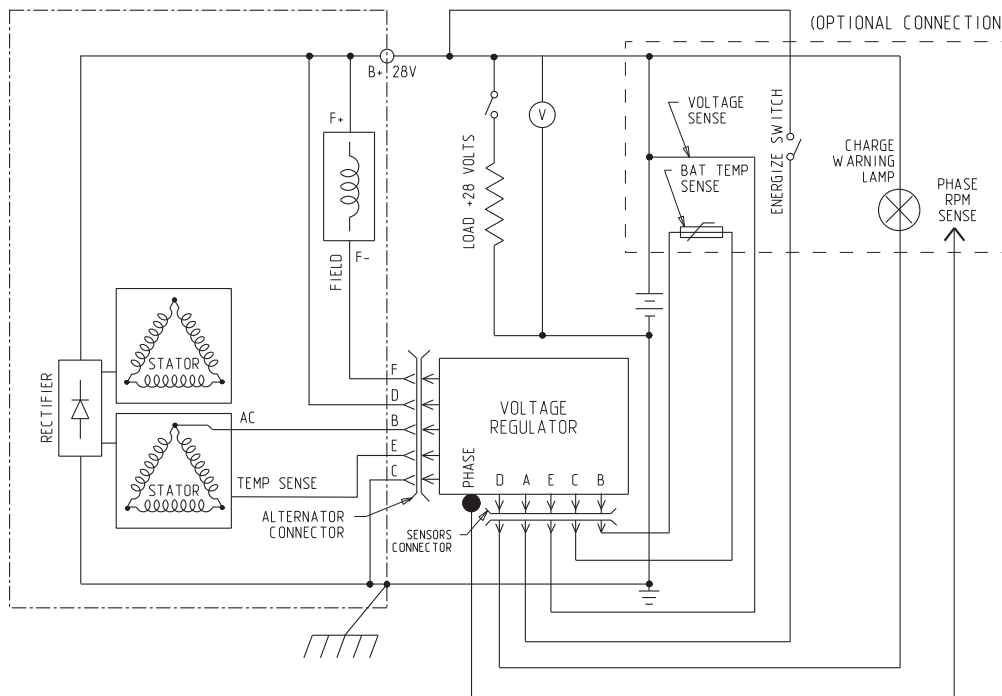 (OPTIONAL CONNECTION
B+ 28V
F+
VOLTAGE
SENSE
V
ENERGIZE SWITCH
CHARGE
WARNING
LAMP
LOAD +28 VOLTS
BAT TEMP
SENSE
PHASE
RPM
SENSE
FIELD
F-
STATOR
RECTIFIER
F
D
AC
B
VOLTAGE
REGULATOR
E
PHASE
STATOR
TEMP SENSE
C
D A E C B
ALTERNATOR
CONNECTOR
SENSORS
CONNECTOR